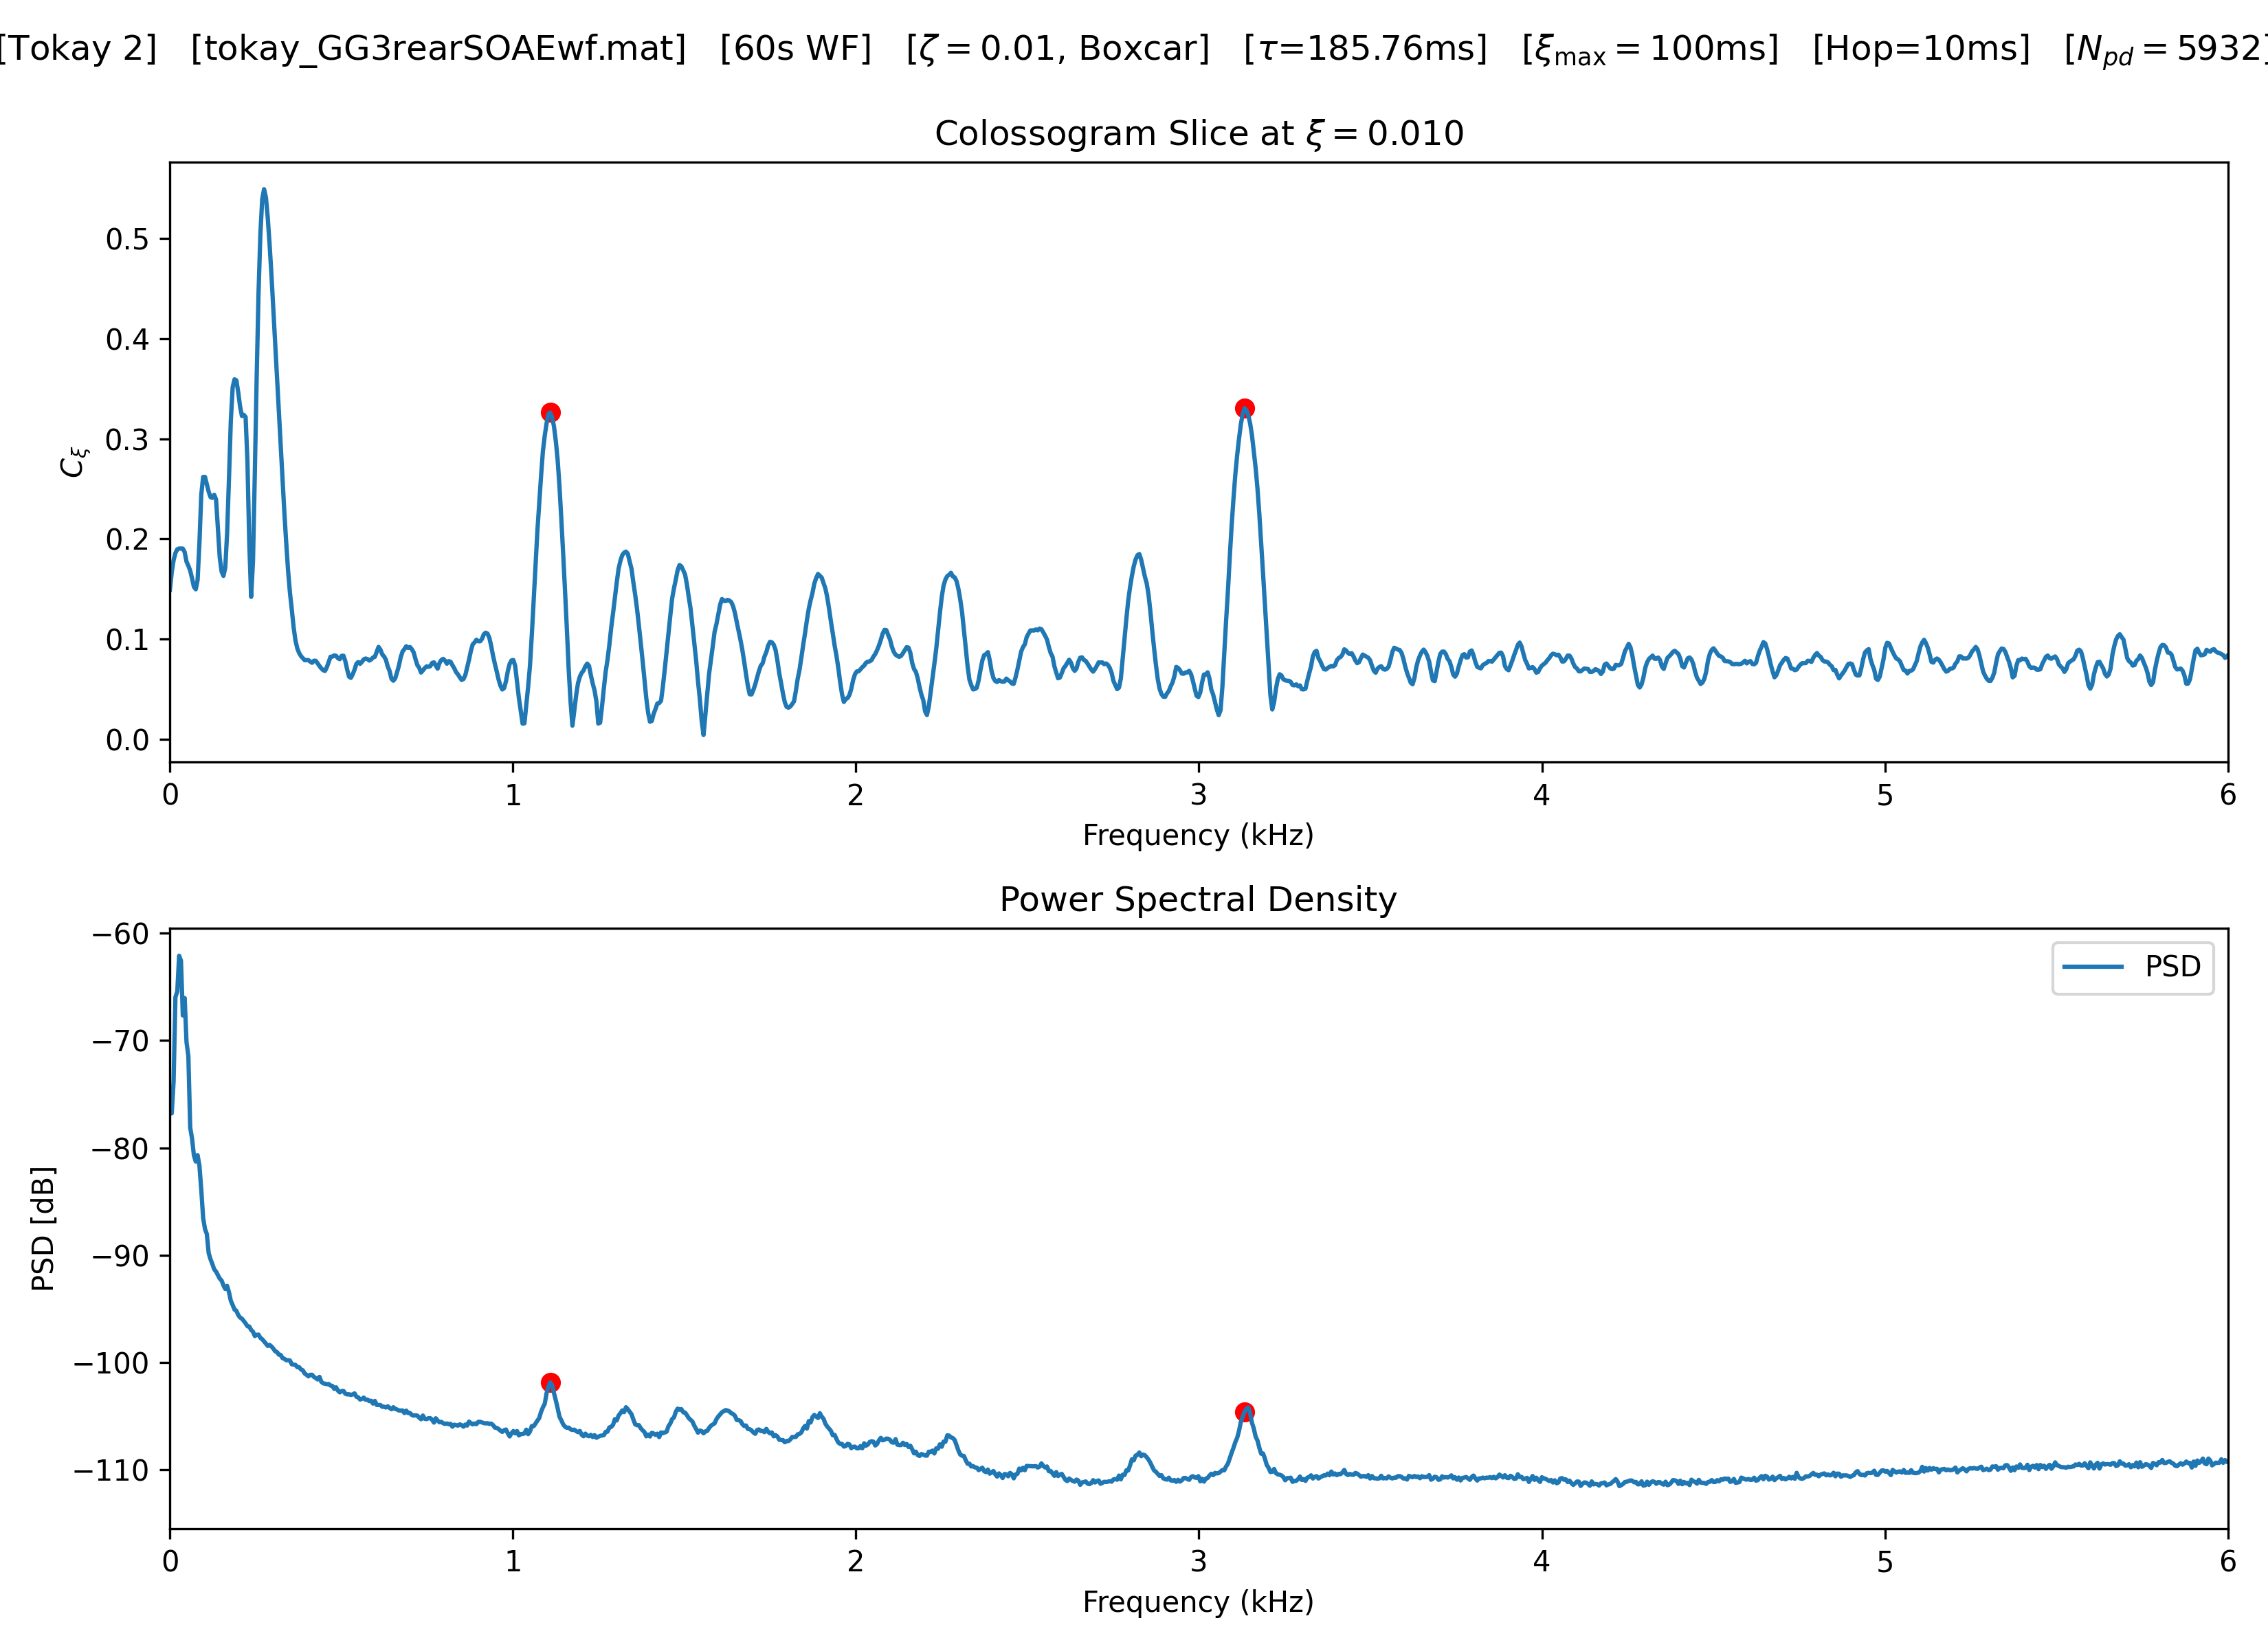 [Tokay 2] [tokay_GG3rearSOAEwf.mat] [60s WF] [ζ = 0.01, Boxcar] [τ=185.76ms] [ξmax = 100ms] [Hop=10ms] [Npd = 5932]
Colossogram Slice at ξ = 0.010
0.5
0.4
0.3
0.2
0.1
0.0
Cξ
0 1 2 3 4 5 6
Frequency (kHz)
Power Spectral Density
−60
−70
−80
−90
−100
−110
PSD [dB]
PSD
0 1 2 3 4 5 6
Frequency (kHz)